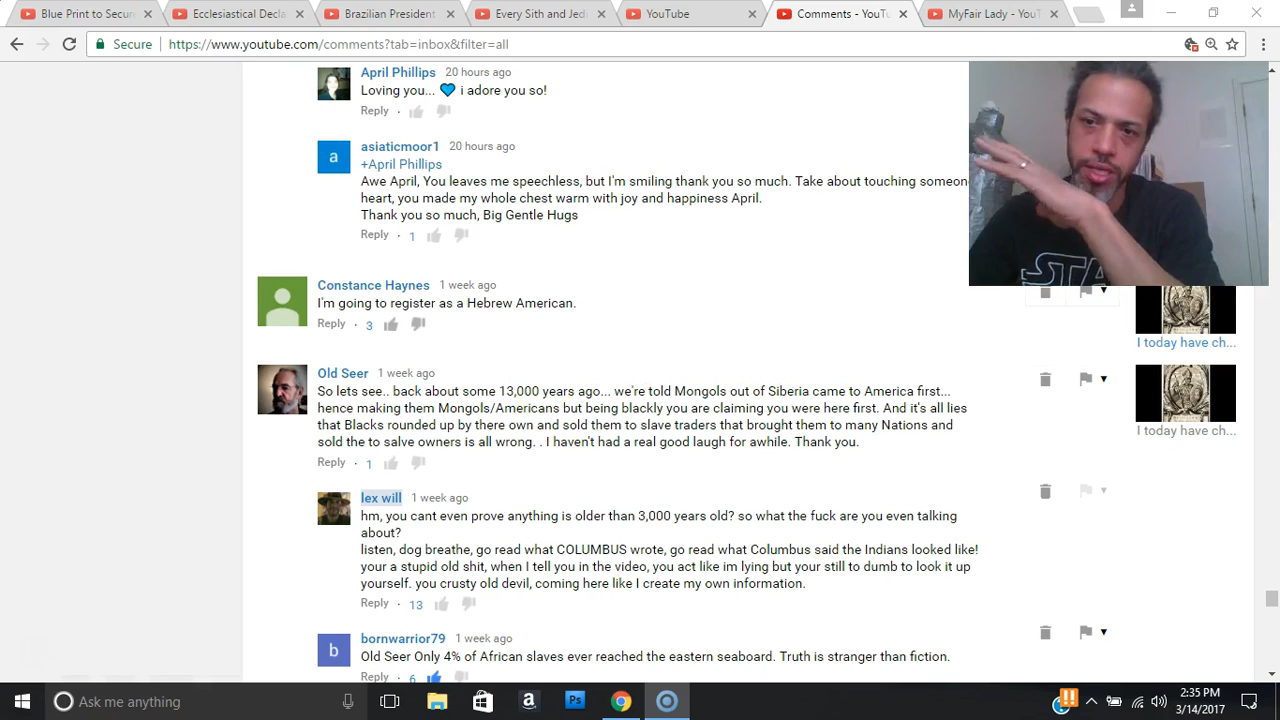 Blue Print to Secure
Ecclesiastical Decla
Brazilian President
Every Sith and Jedi
YouTube
Comments - YouTu
MyFair Lady - YouT
Secure
https://www.youtube.com/comments?tab=inbox&filter=all
April Phillips 20 hours ago
Loving you... 💙 i adore you so!
Reply
asiaticmoor1 20 hours ago
+April Phillips
Awe April, You leaves me speechless, but I'm smiling thank you so much. Take about touching someon
heart, you made my whole chest warm with joy and happiness April.
Thank you so much, Big Gentle Hugs
Reply · 1
STA
Constance Haynes 1 week ago
I'm going to register as a Hebrew American.
Reply · 3
I today have ch...
Old Seer 1 week ago
So lets see.. back about some 13,000 years ago... we're told Mongols out of Siberia came to America first...
hence making them Mongols/Americans but being blackly you are claiming you were here first. And it's all lies
that Blacks rounded up by there own and sold them to slave traders that brought them to many Nations and
sold the to salve owners is all wrong. . I haven't had a real good laugh for awhile. Thank you.
Reply · 1
I today have ch...
lex will 1 week ago
hm, you cant even prove anything is older than 3,000 years old? so what the fuck are you even talking
about?
listen, dog breathe, go read what COLUMBUS wrote, go read what Columbus said the Indians looked like!
your a stupid old shit, when I tell you in the video, you act like im lying but your still to dumb to look it up
yourself. you crusty old devil, coming here like I create my own information.
Reply · 13
b
bornwarrior79 1 week ago
Old Seer Only 4% of African slaves ever reached the eastern seaboard. Truth is stranger than fiction.
Reply · 6
Ask me anything
a
Ps
2:35 PM
3/14/2017